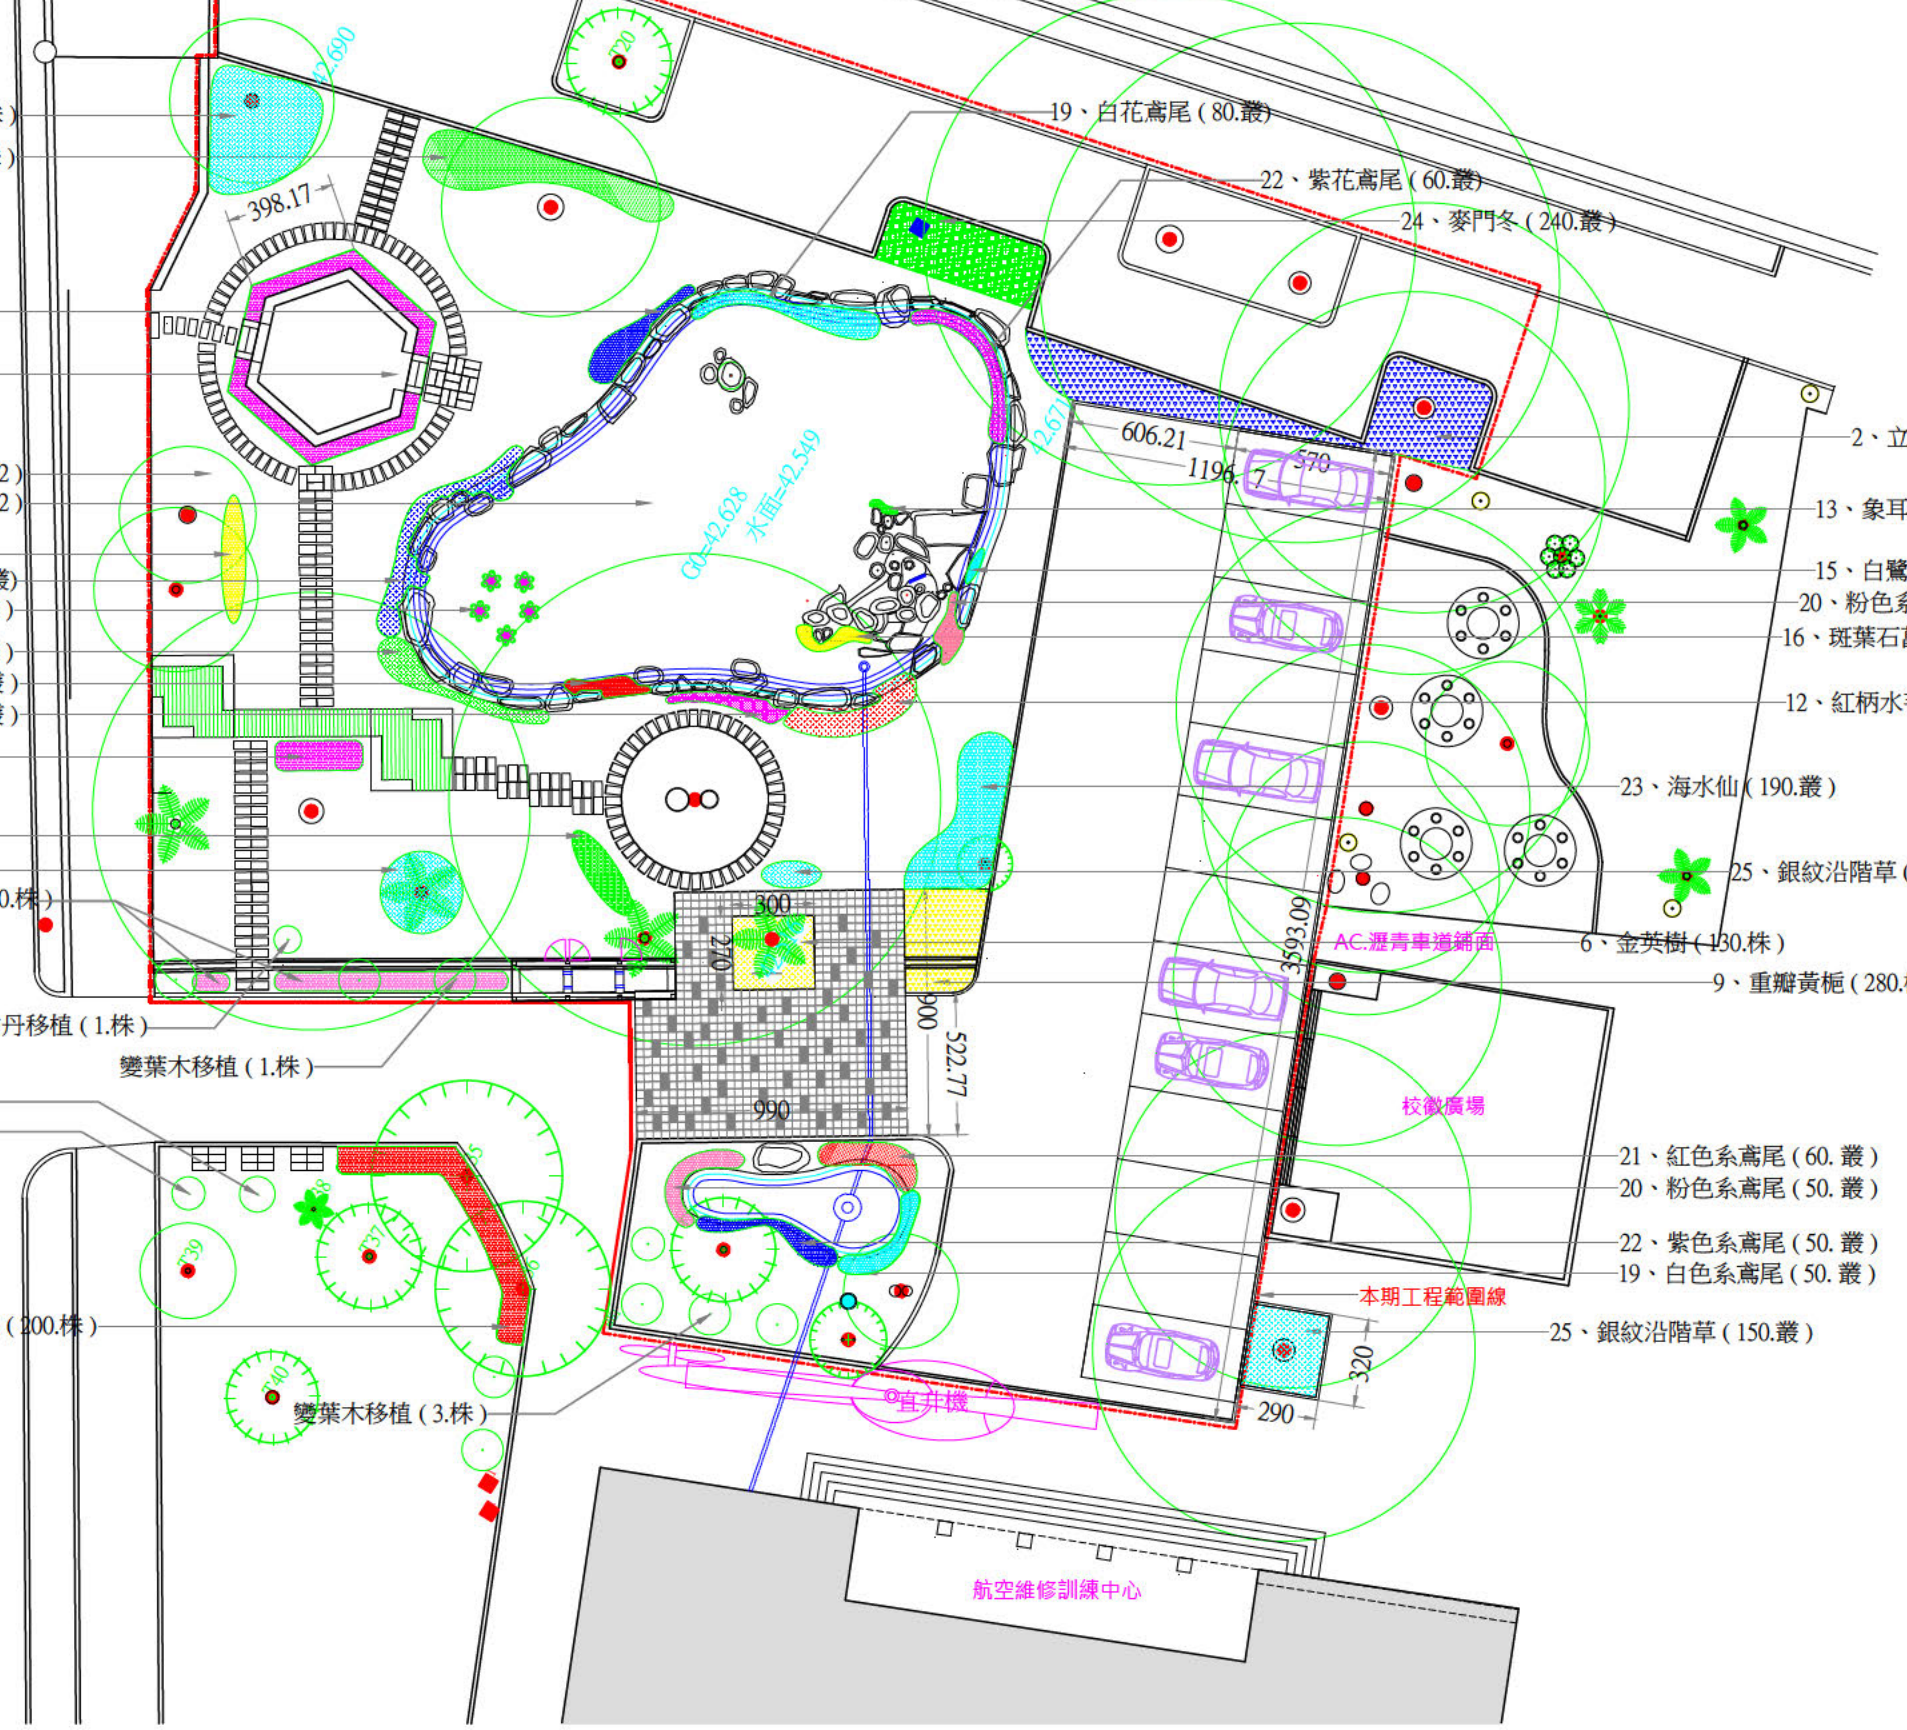 42.690
T20
19、白花鳶尾 ( 80.叢)
22、紫花鳶尾 ( 60.叢)
24、麥門冬 ( 240.叢)
398.17
42.671
606.21
570
2、立
G0=42.628
水面=42.549
13、象耳
15、白鷺
20、粉色系
16、斑葉石菖
12、紅柄水
23、海水仙 ( 190.叢 )
25、銀紋沿階草 (
300
270
3593.09
AC.瀝青車道鋪面
6、金英樹 ( 130.株 )
9、重瓣黃梔 ( 280.
0.株 )
900
522.77
990
丹移植 ( 1.株 )
變葉木移植 ( 1.株 )
校徽廣場
21、紅色系鳶尾 ( 60. 叢 )
20、粉色系鳶尾 ( 50. 叢 )
22、紫色系鳶尾 ( 50. 叢 )
19、白色系鳶尾 ( 50. 叢 )
T39
T37
本期工程範圍線
( 200.株 )
25、銀紋沿階草 ( 150.叢 )
320
290
T40
變葉木移植 ( 3.株 )
直升機
航空維修訓練中心